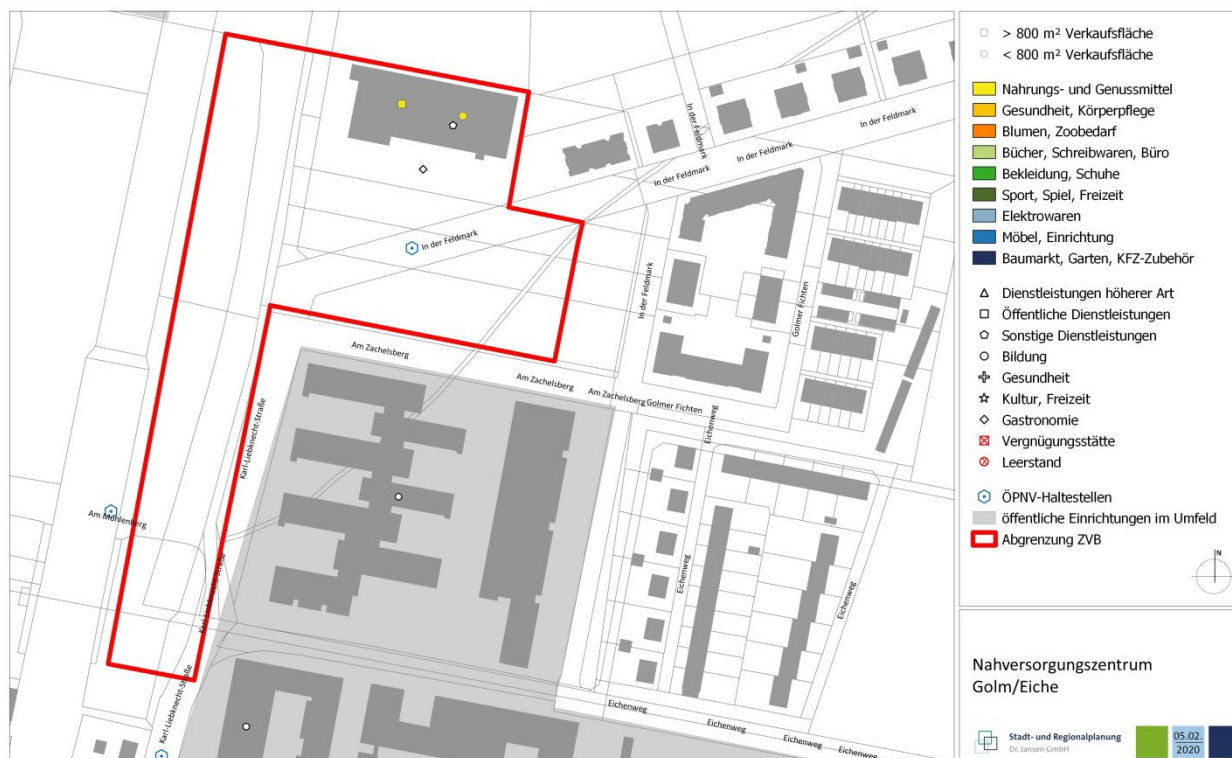 In der Feldmark
In der Feldmark
In der Feldmark
In der Feldmark
In der Feldmark
In der Feldmark
Golmer Fichten
Am Zachelsberg
Am Zachelsberg
Am Zachelsberg
Golmer Fichten
Karl-Liebknecht-Straße
Eichenweg
Am Mühlenberg
Karl-Liebknecht-Straße
Eichenweg
Eichenweg
Karl-Liebknecht-Straße
Eichenweg
Eichenweg
Eichenweg
Eichenweg
> 800 m² Verkaufsfläche
< 800 m² Verkaufsfläche
Nahrungs- und Genussmittel
Gesundheit, Körperpflege
Blumen, Zoobedarf
Bücher, Schreibwaren, Büro
Bekleidung, Schuhe
Sport, Spiel, Freizeit
Elektrowaren
Möbel, Einrichtung
Baumarkt, Garten, KFZ-Zubehör
Dienstleistungen höherer Art
Öffentliche Dienstleistungen
Sonstige Dienstleistungen
Bildung
Gesundheit
Kultur, Freizeit
Gastronomie
Vergnügungsstätte
Leerstand
ÖPNV-Haltestellen
öffentliche Einrichtungen im Umfeld
Abgrenzung ZVB
N
Nahversorgungszentrum
Golm/Eiche
Stadt- und Regionalplanung
Dr. Jansen GmbH
05.02.
2020